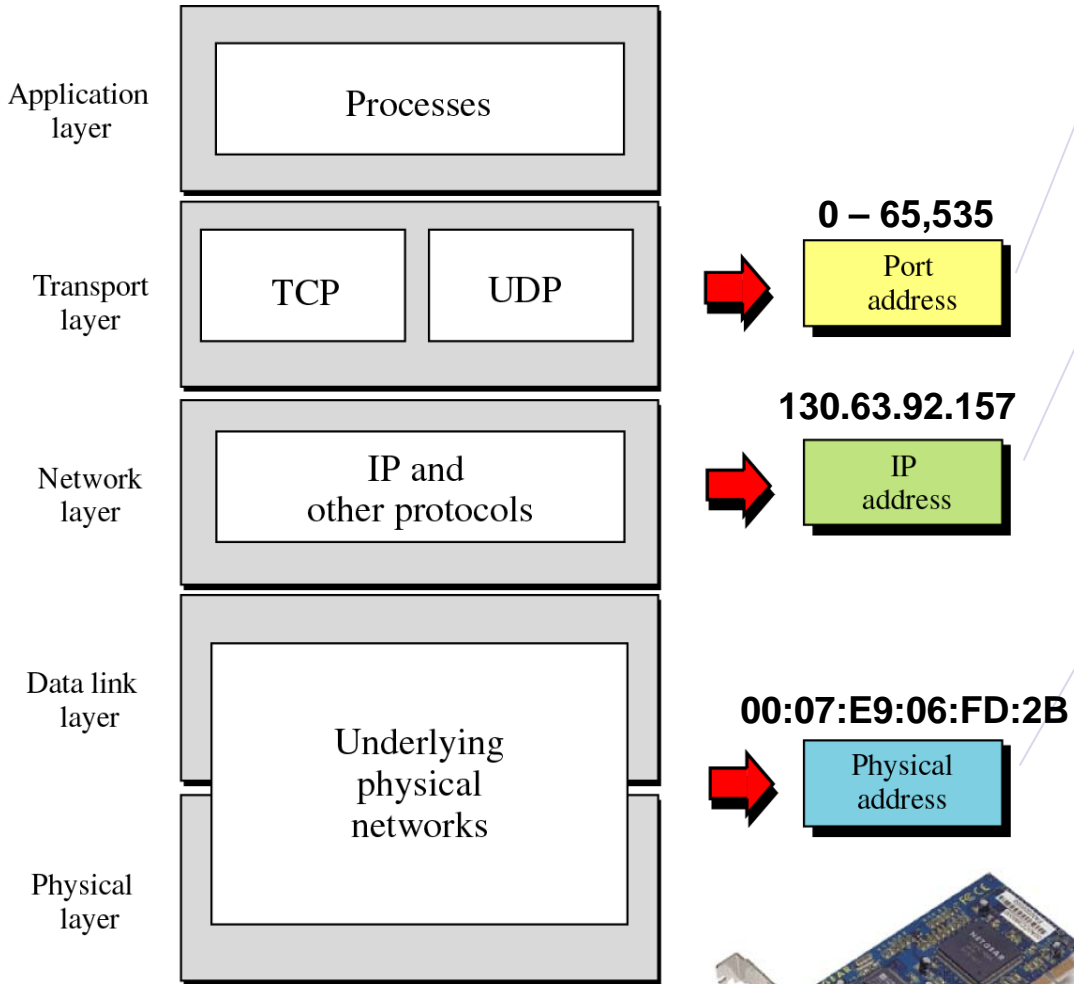 Application
layer
Processes
Transport
layer
TCP
UDP
0 – 65,535
Port
address
Network
layer
IP and
other protocols
130.63.92.157
IP
address
Data link
layer
Underlying
physical
networks
00:07:E9:06:FD:2B
Physical
address
Physical
layer
NETGEAR